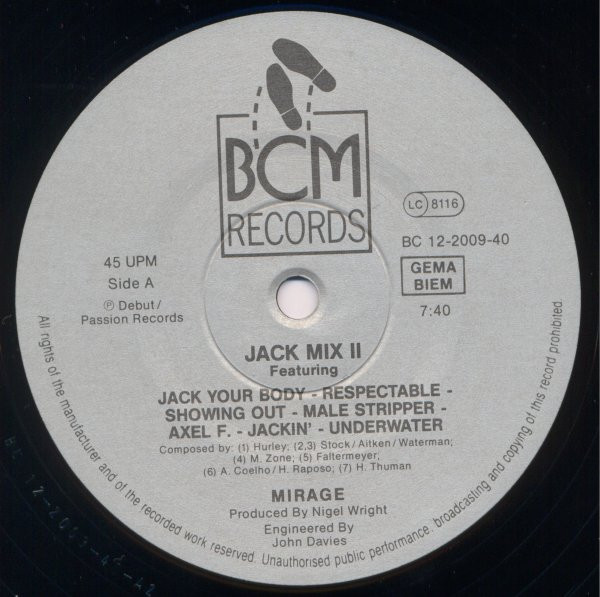 BCM
RECORDS
LC 8116
BC 12-2009-40
GEMA
BIEM
7:40
45 UPM
Side A
Ⓟ Debut/
Passion Records
JACK MIX II
Featuring
JACK YOUR BODY - RESPECTABLE -
SHOWING OUT - MALE STRIPPER -
AXEL F. - JACKIN' - UNDERWATER
Composed by: (1) Hurley; (2,3) Stock/Aitken/Waterman;
(4) M. Zone; (5) Faltermeyer;
(6) A. Coelho/H. Raposo; (7) H. Thuman
MIRAGE
Produced By Nigel Wright
Engineered By
John Davies
All rights of the manufacturer and of the recorded work reserved. Unauthorised public performance, broadcasting and copying of this record prohibited.